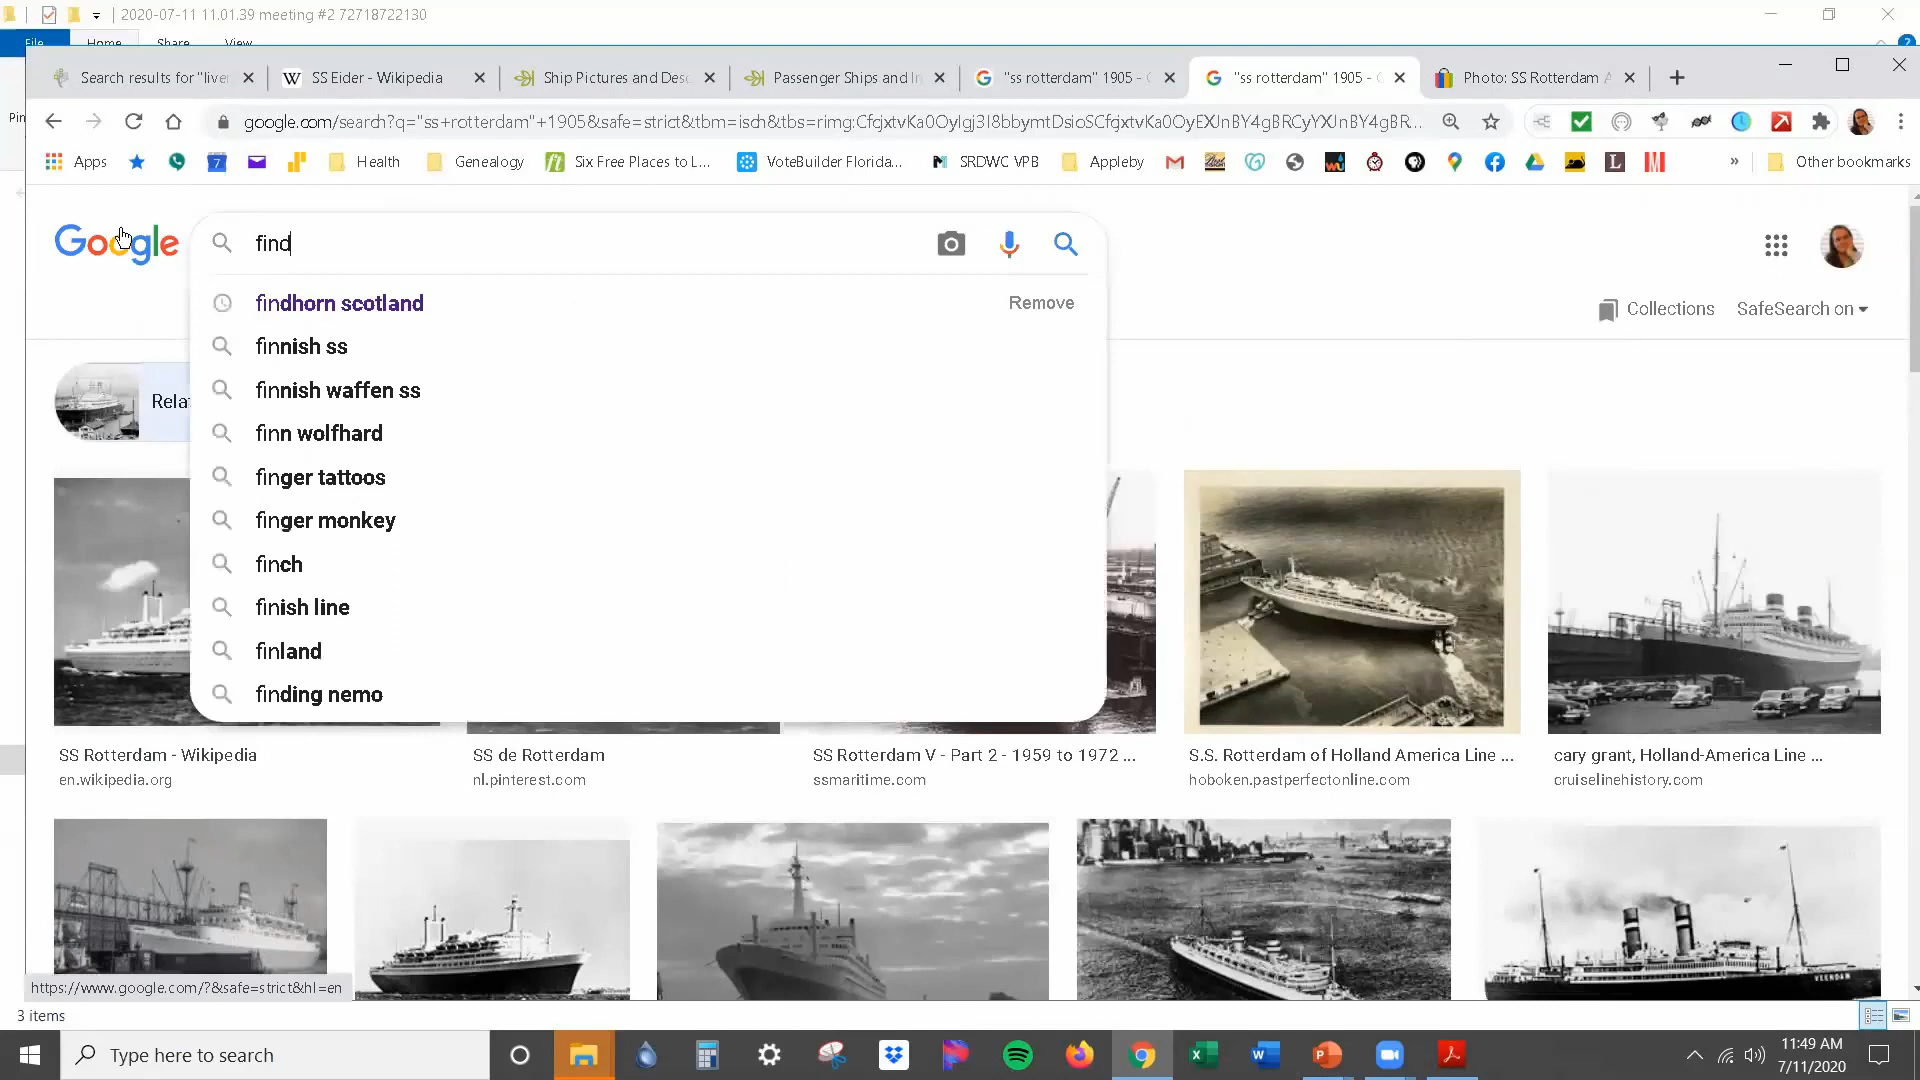 2020-07-11 11.01.39 meeting #2 72718722130
File Home Share View
Search results for "liver
SS Eider - Wikipedia
Ship Pictures and Desc
Passenger Ships and I
"ss rotterdam" 1905 - G
"ss rotterdam" 1905 - G
Photo: SS Rotterdam A
google.com/search?q="ss+rotterdam"+1905&safe=strict&tbm=isch&tbs=rimg:
Pin
Apps
7
Health
Genealogy
Six Free Places to L...
VoteBuilder Florida...
SRDWC VPB
Appleby
»
Other bookmarks
Google
find
findhorn scotland
Remove
finnish ss
finnish waffen ss
finn wolfhard
finger tattoos
finger monkey
finch
finish line
finland
finding nemo
Collections
SafeSearch on
Rela
SS Rotterdam - Wikipedia
en.wikipedia.org
SS de Rotterdam
nl.pinterest.com
SS Rotterdam V - Part 2 - 1959 to 1972 ...
ssmaritime.com
S.S. Rotterdam of Holland America Line ...
hoboken.pastperfectonline.com
cary grant, Holland-America Line ...
cruiselinehistory.com
VEENDAM
https://www.google.com/?&safe=strict&hl=en
3 items
Type here to search
11:49 AM
7/11/2020